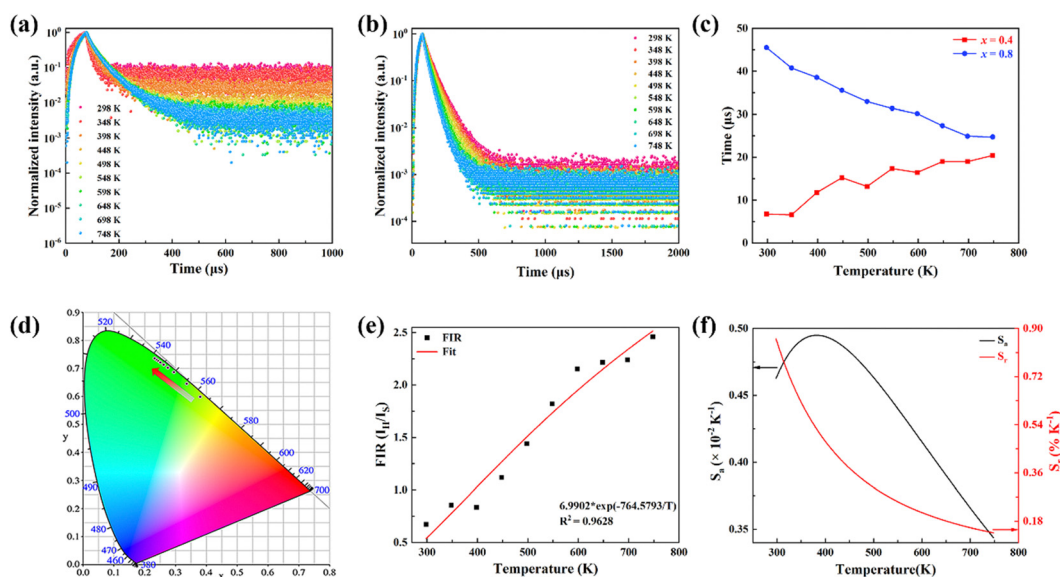 (a)
Normalized intensity (a.u.)
10⁰
10⁻¹
10⁻²
10⁻³
10⁻⁴
10⁻⁵
10⁻⁶
298 K
348 K
398 K
448 K
498 K
548 K
598 K
648 K
698 K
748 K
0 200 400 600 800 1000
Time (μs)
(b)
Normalized intensity (a.u.)
10⁰
10⁻¹
10⁻²
10⁻³
10⁻⁴
298 K
348 K
398 K
448 K
498 K
548 K
598 K
648 K
698 K
748 K
0 500 1000 1500 2000
Time (μs)
(c)
Time (μs)
50
40
30
20
10
0
x = 0.4
x = 0.8
300 400 500 600 700 800
Temperature (K)
(d)
0.9
0.8
0.7
0.6
0.5
0.4
0.3
0.2
0.1
0.0
y
520
540
560
580
600
620
700
500
490
480
470
460
380
0.0 0.1 0.2 0.3 0.4 0.5 0.6 0.7 0.8
x
(e)
FIR (I_H/I_S)
2.5
2.0
1.5
1.0
0.5
FIR
Fit
6.9902*exp(-764.5793/T)
R² = 0.9628
300 400 500 600 700 800
Temperature (K)
(f)
Sₐ (× 10⁻² K⁻¹)
0.50
0.45
0.40
0.35
Sₐ
Sᵣ
0.90
0.72
0.54
0.36
0.18
Sᵣ (% K⁻¹)
300 400 500 600 700 800
Temperature(K)